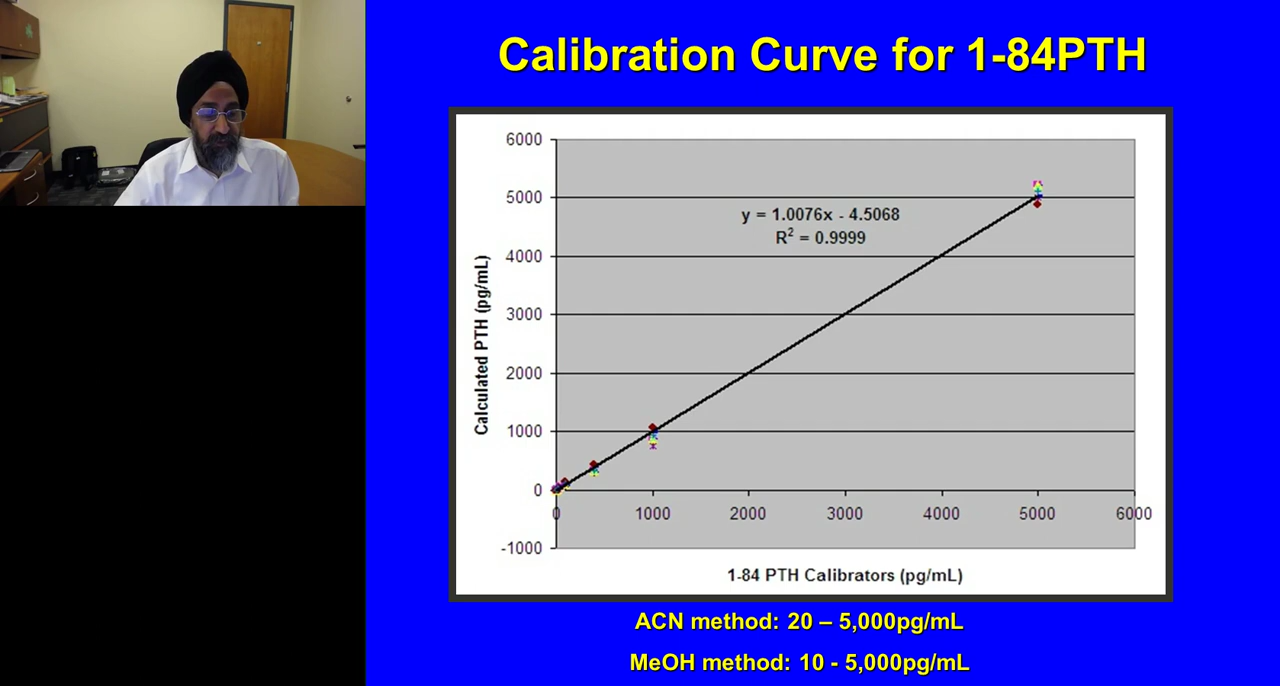 Calibration Curve for 1-84PTH
6000
5000
4000
3000
2000
1000
0
-1000
Calculated PTH (pg/mL)
y = 1.0076x - 4.5068
R² = 0.9999
0 1000 2000 3000 4000 5000 6000
1-84 PTH Calibrators (pg/mL)
ACN method: 20 – 5,000pg/mL
MeOH method: 10 - 5,000pg/mL